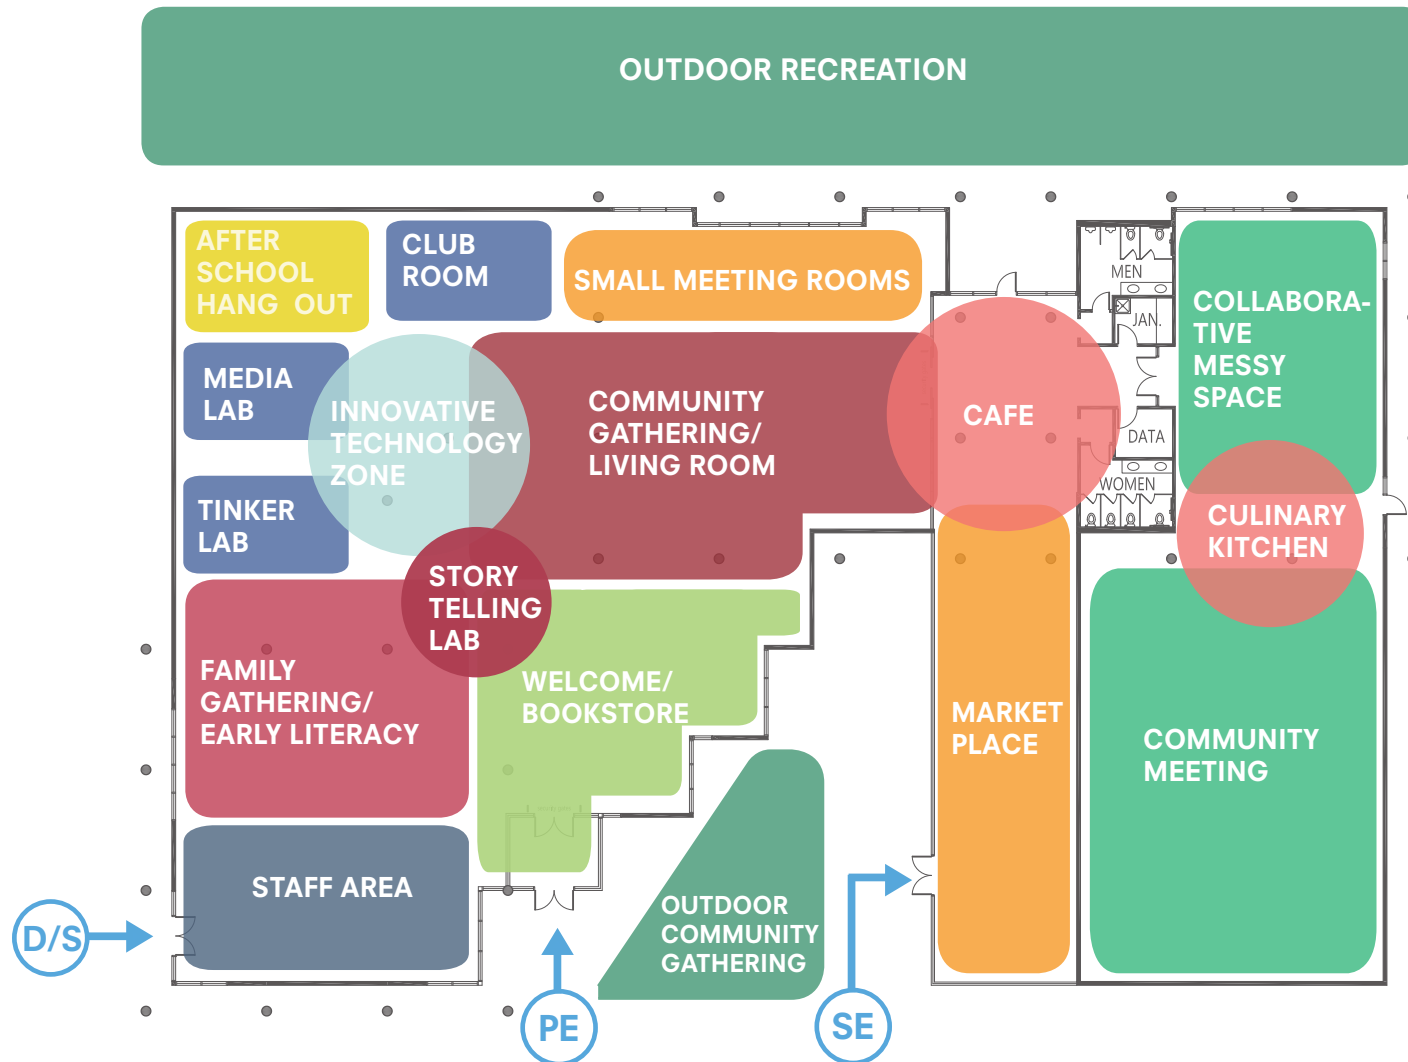 OUTDOOR RECREATION
AFTER
SCHOOL
HANG OUT
CLUB
ROOM
SMALL MEETING ROOMS
MEN
JAN.
COLLABORA-
TIVE
MESSY
SPACE
MEDIA
LAB
INNOVATIVE
TECHNOLOGY
ZONE
COMMUNITY
GATHERING/
LIVING ROOM
CAFE
DATA
WOMEN
TINKER
LAB
CULINARY
KITCHEN
STORY
TELLING
LAB
FAMILY
GATHERING/
EARLY LITERACY
WELCOME/
BOOKSTORE
MARKET
PLACE
COMMUNITY
MEETING
STAFF AREA
OUTDOOR
COMMUNITY
GATHERING
D/S
PE
SE